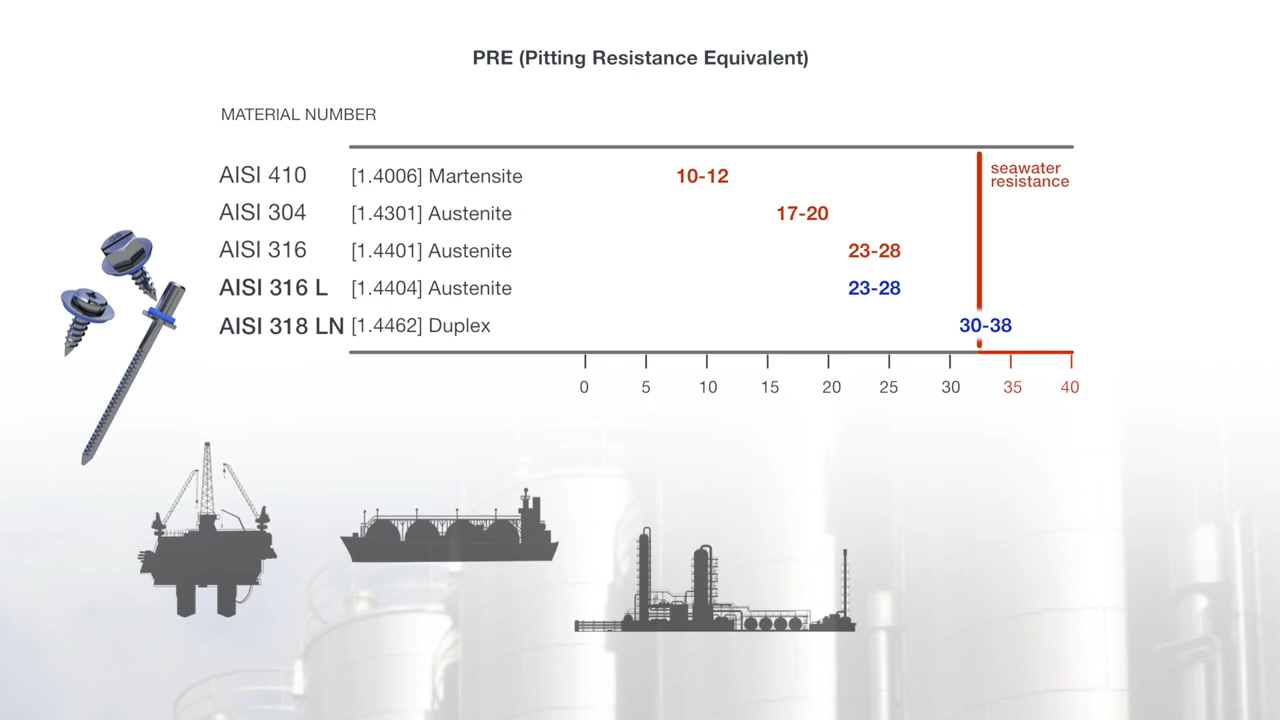 PRE (Pitting Resistance Equivalent)
MATERIAL NUMBER
AISI 410 [1.4006] Martensite 10-12
seawater
resistance
AISI 304 [1.4301] Austenite 17-20
AISI 316 [1.4401] Austenite 23-28
AISI 316 L [1.4404] Austenite 23-28
AISI 318 LN [1.4462] Duplex 30-38
0 5 10 15 20 25 30 35 40